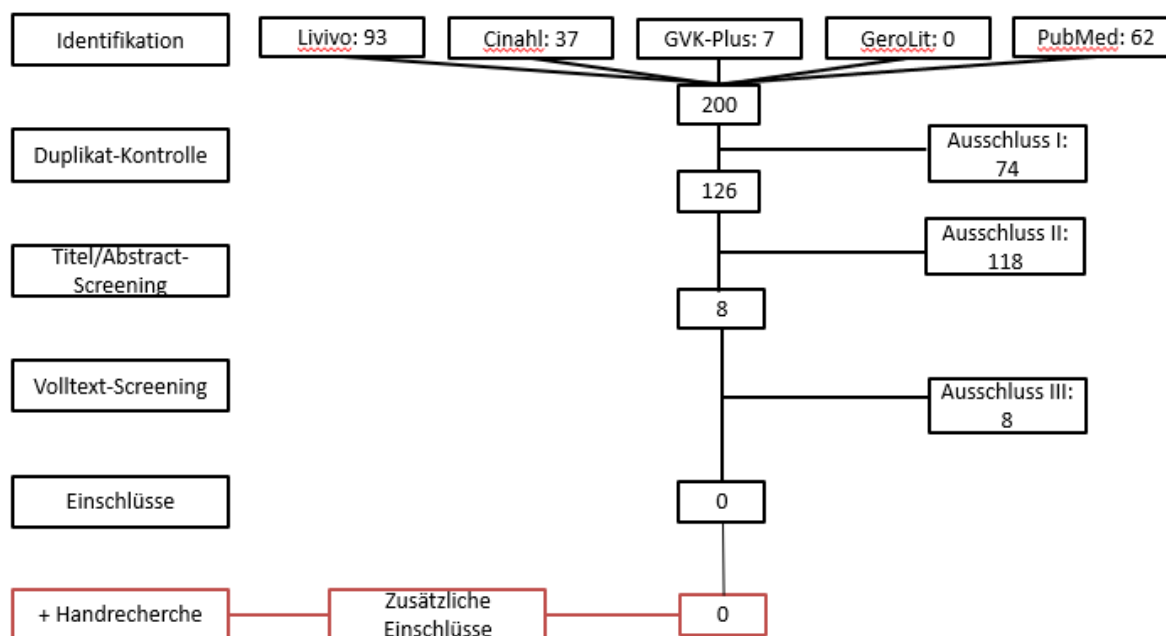 Identifikation
Livivo: 93
Cinahl: 37
GVK-Plus: 7
GeroLit: 0
PubMed: 62
200
Duplikat-Kontrolle
Ausschluss I:
74
126
Titel/Abstract-
Screening
Ausschluss II:
118
8
Volltext-Screening
Ausschluss III:
8
Einschlüsse
0
+ Handrecherche
Zusätzliche
Einschlüsse
0